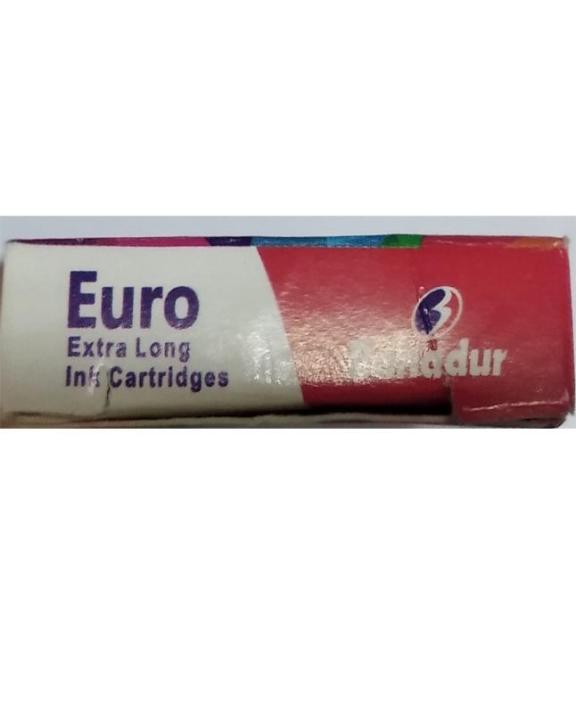 Euro
Extra Long
Ink Cartridges